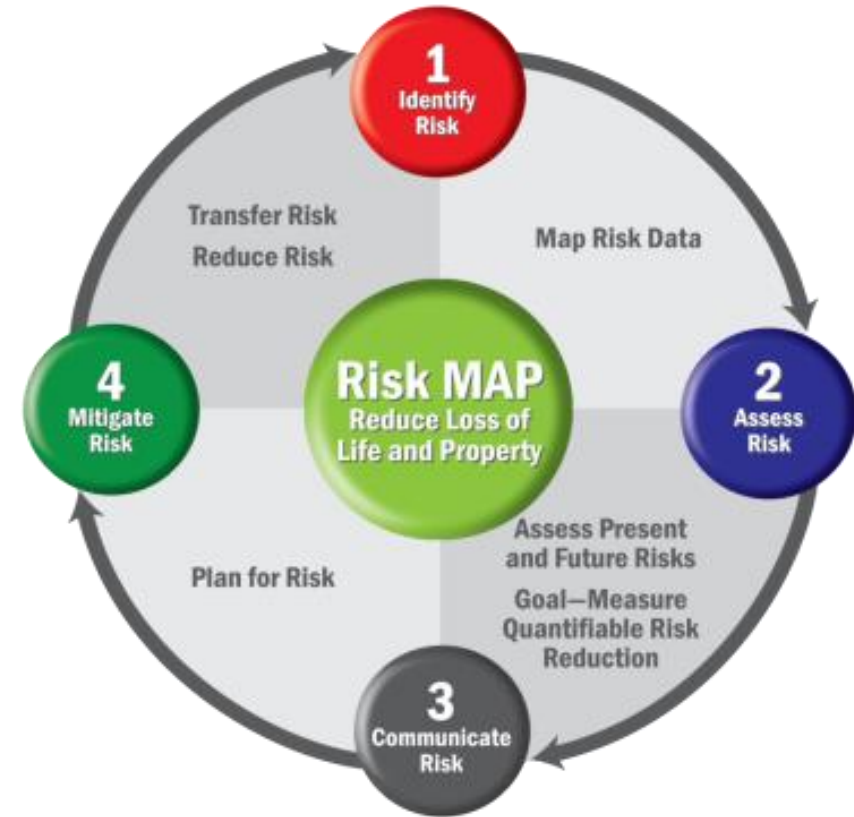 1
Identify
Risk
Transfer Risk
Reduce Risk
Map Risk Data
4
Mitigate
Risk
Risk MAP
Reduce Loss of
Life and Property
2
Assess
Risk
Plan for Risk
Assess Present
and Future Risks
Goal—Measure
Quantifiable Risk
Reduction
3
Communicate
Risk